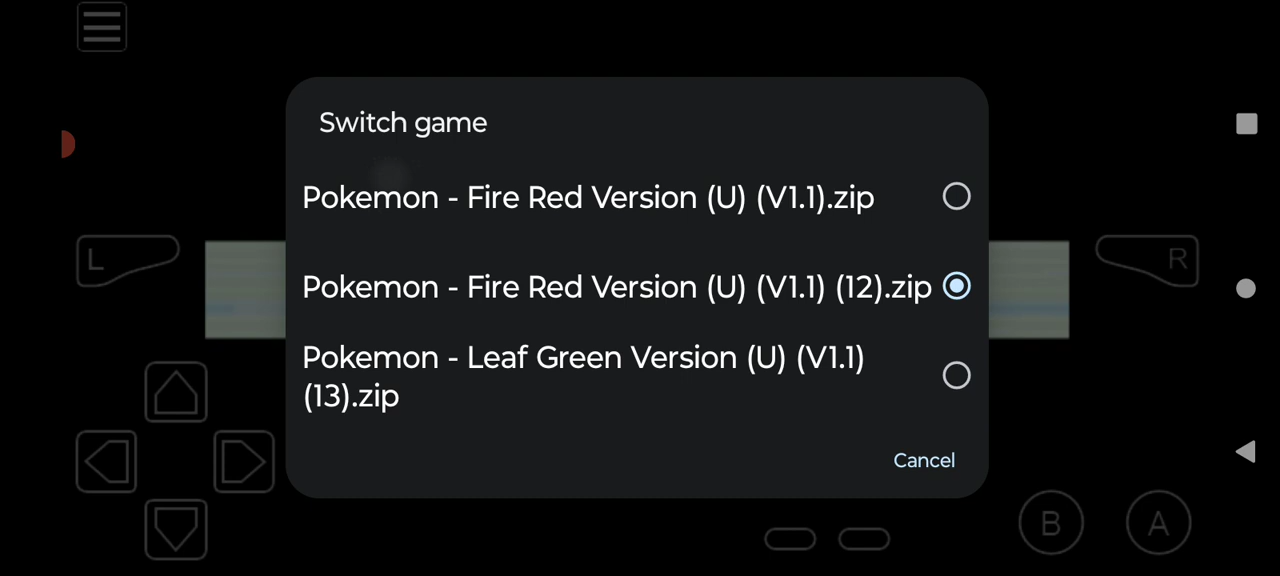 Switch game
Pokemon - Fire Red Version (U) (V1.1).zip
L
R
Pokemon - Fire Red Version (U) (V1.1) (12).zip
Pokemon - Leaf Green Version (U) (V1.1)
(13).zip
Cancel
B
A